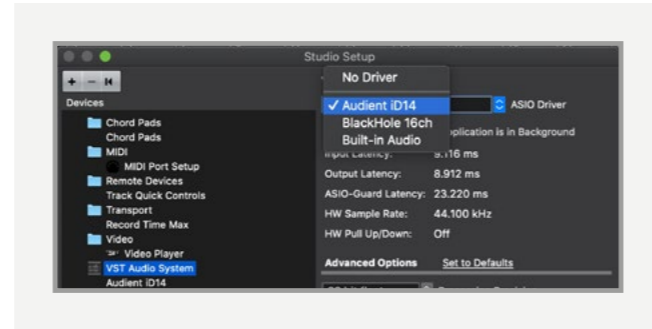 Studio Setup
+ -
Devices
Chord Pads
Chord Pads
MIDI
MIDI Port Setup
Remote Devices
Track Quick Controls
Transport
Record Time Max
Video
Video Player
VST Audio System
Audient iD14
No Driver
✓ Audient iD14
BlackHole 16ch
Built-in Audio
ASIO Driver
plication is in Background
Input Latency: 9.116 ms
Output Latency: 8.912 ms
ASIO-Guard Latency: 23.220 ms
HW Sample Rate: 44.100 kHz
HW Pull Up/Down: Off
Advanced Options Set to Defaults